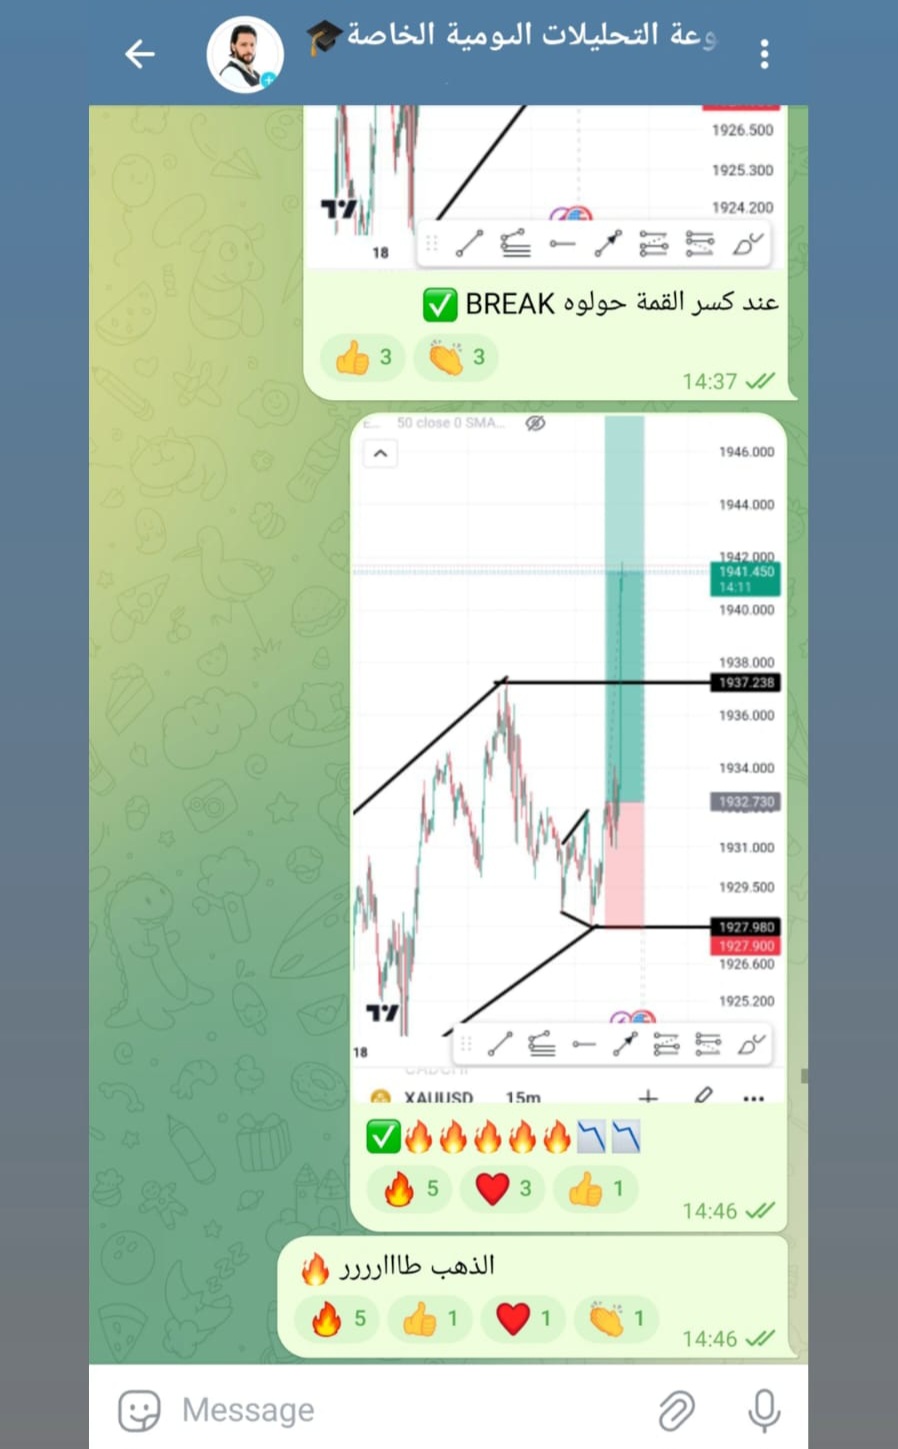 وعة التحليلات اليومية الخاصة🎓
1926.500
1925.300
1924.200
18
عند كسر القمة حولوه BREAK ✅
👍 3 👏 3
14:37
50 close 0 SMA...
1946.000
1944.000
1942.000
1941.450
14:11
1940.000
1938.000
1937.238
1936.000
1934.000
1932.730
1931.000
1929.500
1927.980
1927.900
1926.600
1925.200
18
XAUUSD 15m
✅🔥🔥🔥🔥🔥📉📉
🔥 5 ❤️ 3 👍 1
14:46
الذهب طااارررر 🔥
🔥 5 👍 1 ❤️ 1 👏 1
14:46
Message